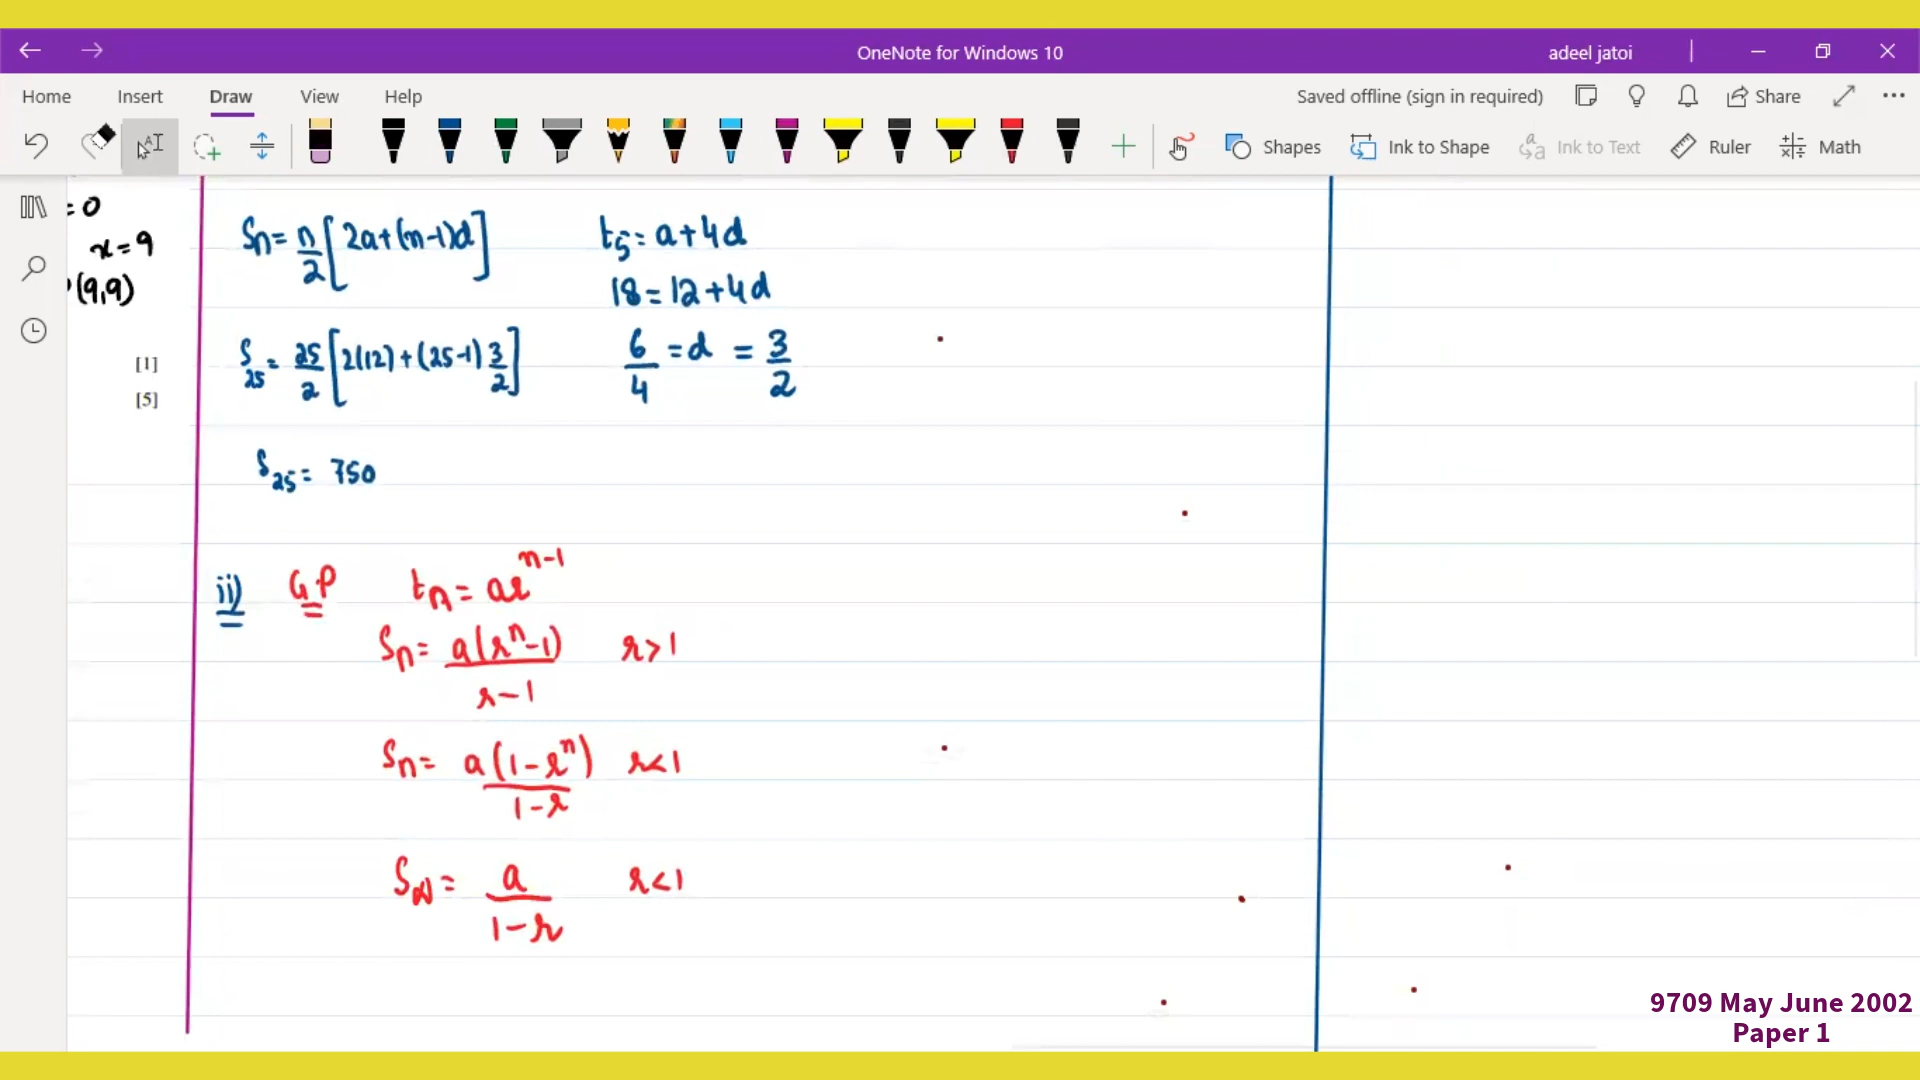 OneNote for Windows 10
adeel jatoi
Home Insert Draw View Help
Saved offline (sign in required)
Share
Shapes
Ink to Shape
Ink to Text
Ruler
Math
= 0
x = 9
(9,9)
[1]
[5]
Sn = n/2 [2a+(n-1)d]
t5 = a+4d
18 = 12+4d
S25 = 25/2 [2(12)+(25-1)3/2]
6/4 = d = 3/2
S25 = 750
ii) GP tn = ar^n-1
Sn = a(r^n-1)/r-1 r>1
Sn = a(1-r^n)/1-r r<1
S∞ = a/1-r r<1
9709 May June 2002
Paper 1